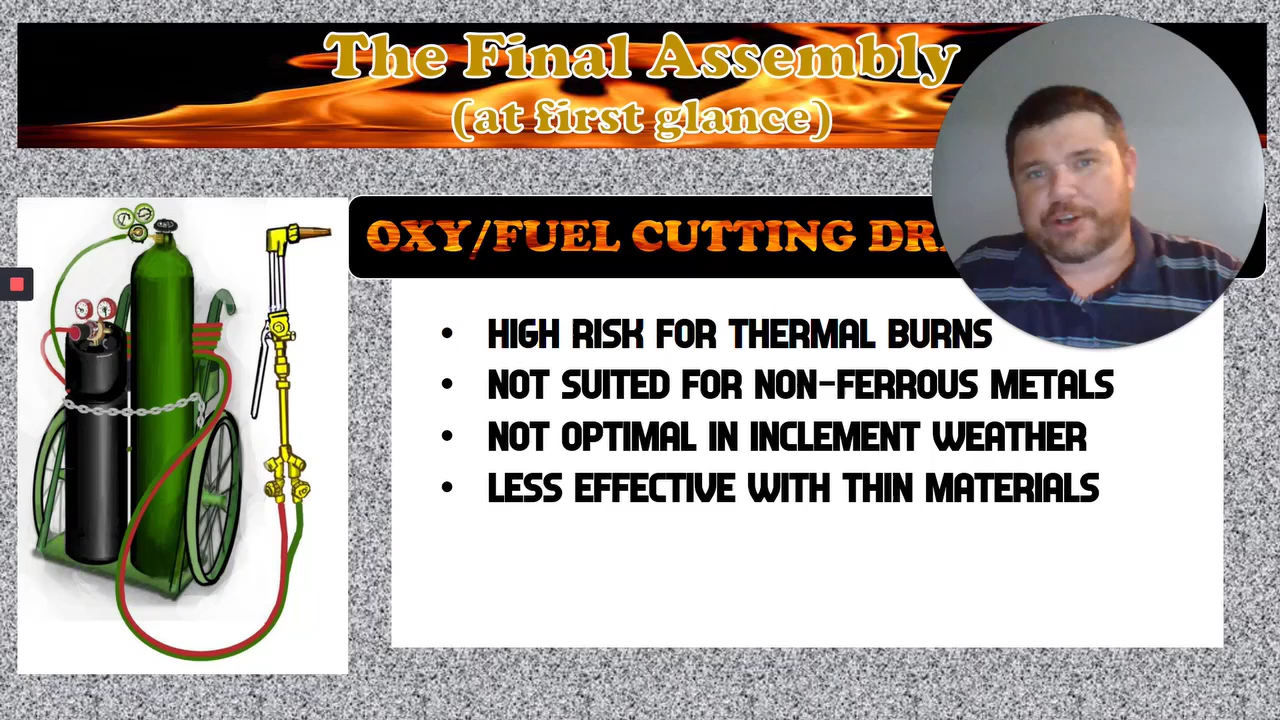 The Final Assembly
(at first glance)
OXY/FUEL CUTTING
• HIGH RISK FOR THERMAL BURNS
• NOT SUITED FOR NON-FERROUS METALS
• NOT OPTIMAL IN INCLEMENT WEATHER
• LESS EFFECTIVE WITH THIN MATERIALS